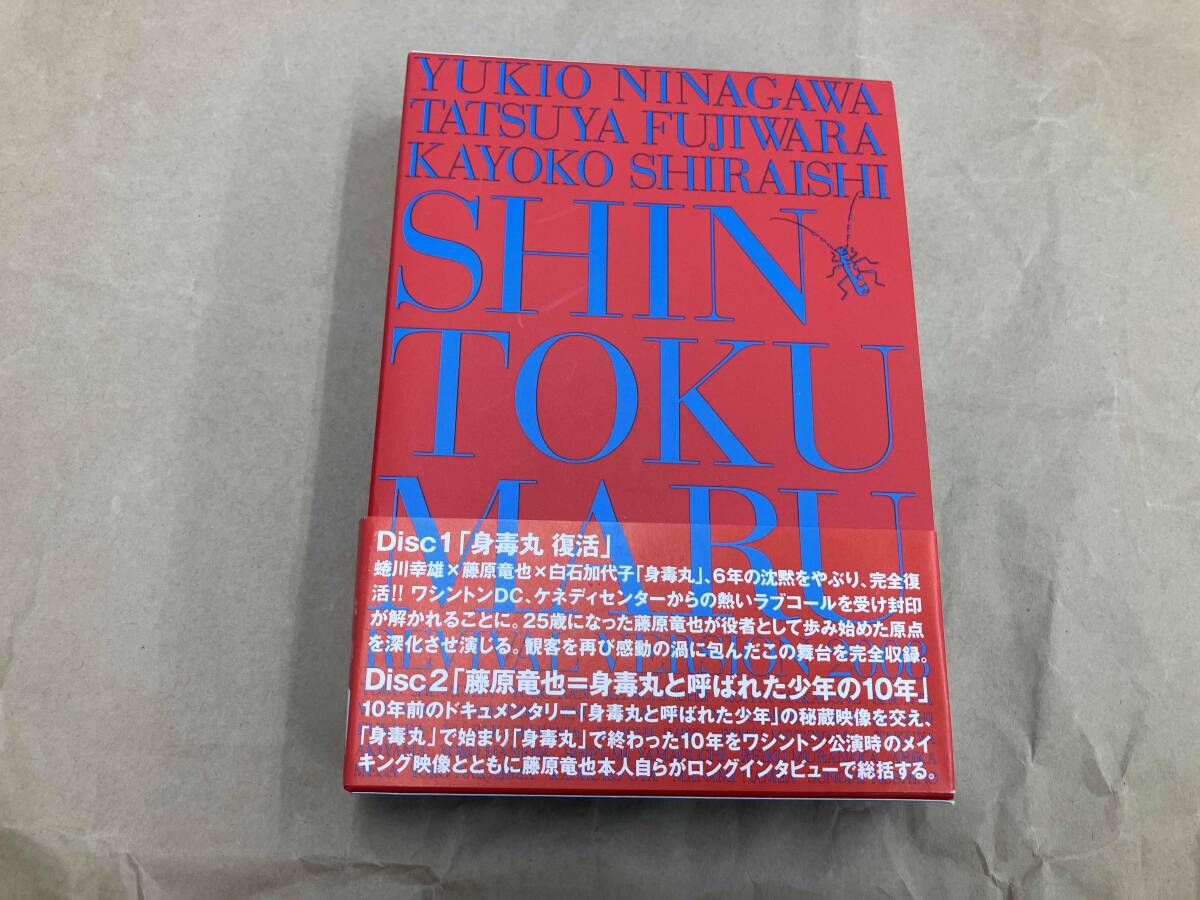 YUKIO NINAGAWA
TATSUYA FUJIWARA
KAYOKO SHIRAISHI
SHIN
TOKU
MARU
REVIVAL VERSION 2008
Disc1「身毒丸 復活」
蜷川幸雄×藤原竜也×白石加代子「身毒丸」、6年の沈黙をやぶり、完全復
活!! ワシントンDC、ケネディセンターからの熱いラブコールを受け封印
が解かれることに。25歳になった藤原竜也が役者として歩み始めた原点
を深化させ演じる。観客を再び感動の渦に包んだこの舞台を完全収録。
Disc2「藤原竜也=身毒丸と呼ばれた少年の10年」
10年前のドキュメンタリー「身毒丸と呼ばれた少年」の秘蔵映像を交え、
「身毒丸」で始まり「身毒丸」で終わった10年をワシントン公演時のメイ
キング映像とともに藤原竜也本人自らがロングインタビューで総括する。